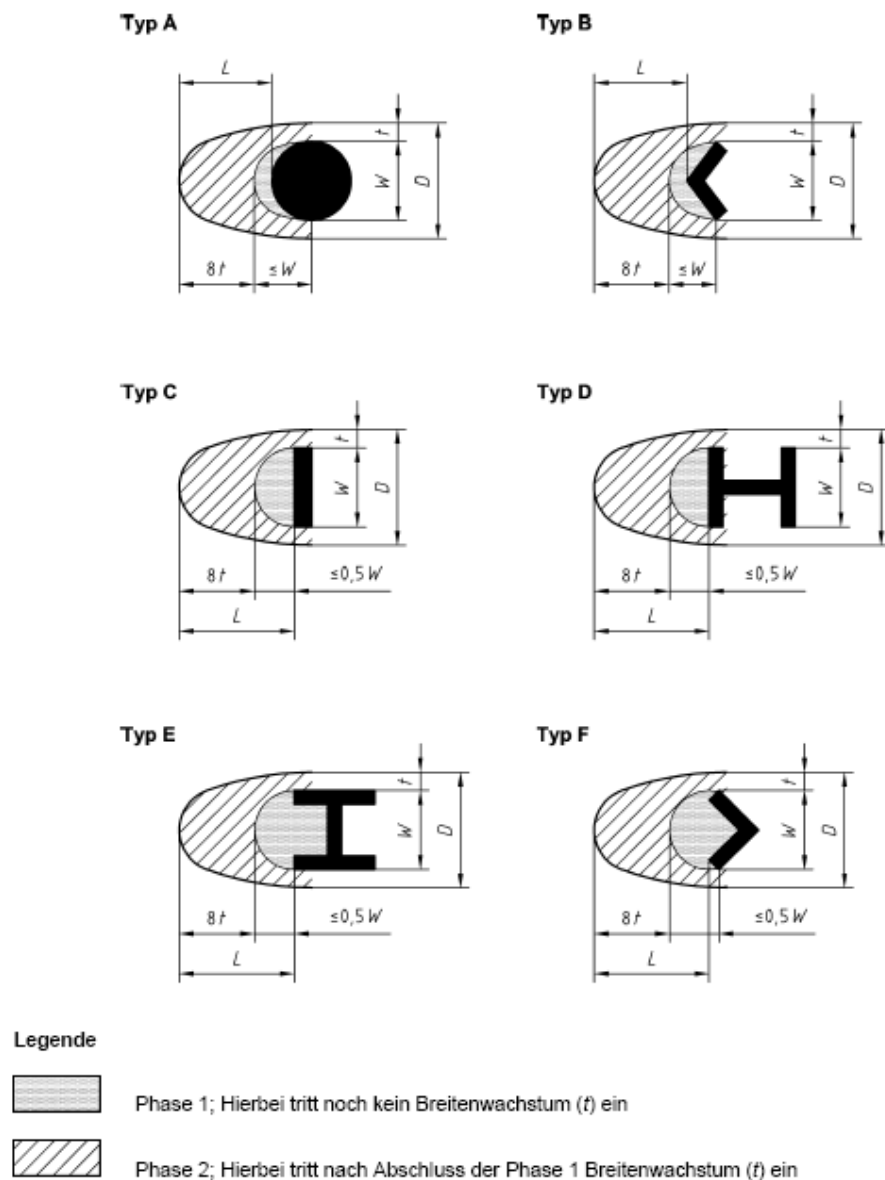 Typ A
Typ B
L
L
t
W
D
t
W
D
8t
≤W
8t
≤W
Typ C
Typ D
t
W
D
t
W
D
8t
≤0,5W
8t
≤0,5W
L
L
Typ E
Typ F
t
W
D
t
W
D
8t
≤0,5W
8t
≤0,5W
L
L
Legende
Phase 1; Hierbei tritt noch kein Breitenwachstum (t) ein
Phase 2; Hierbei tritt nach Abschluss der Phase 1 Breitenwachstum (t) ein